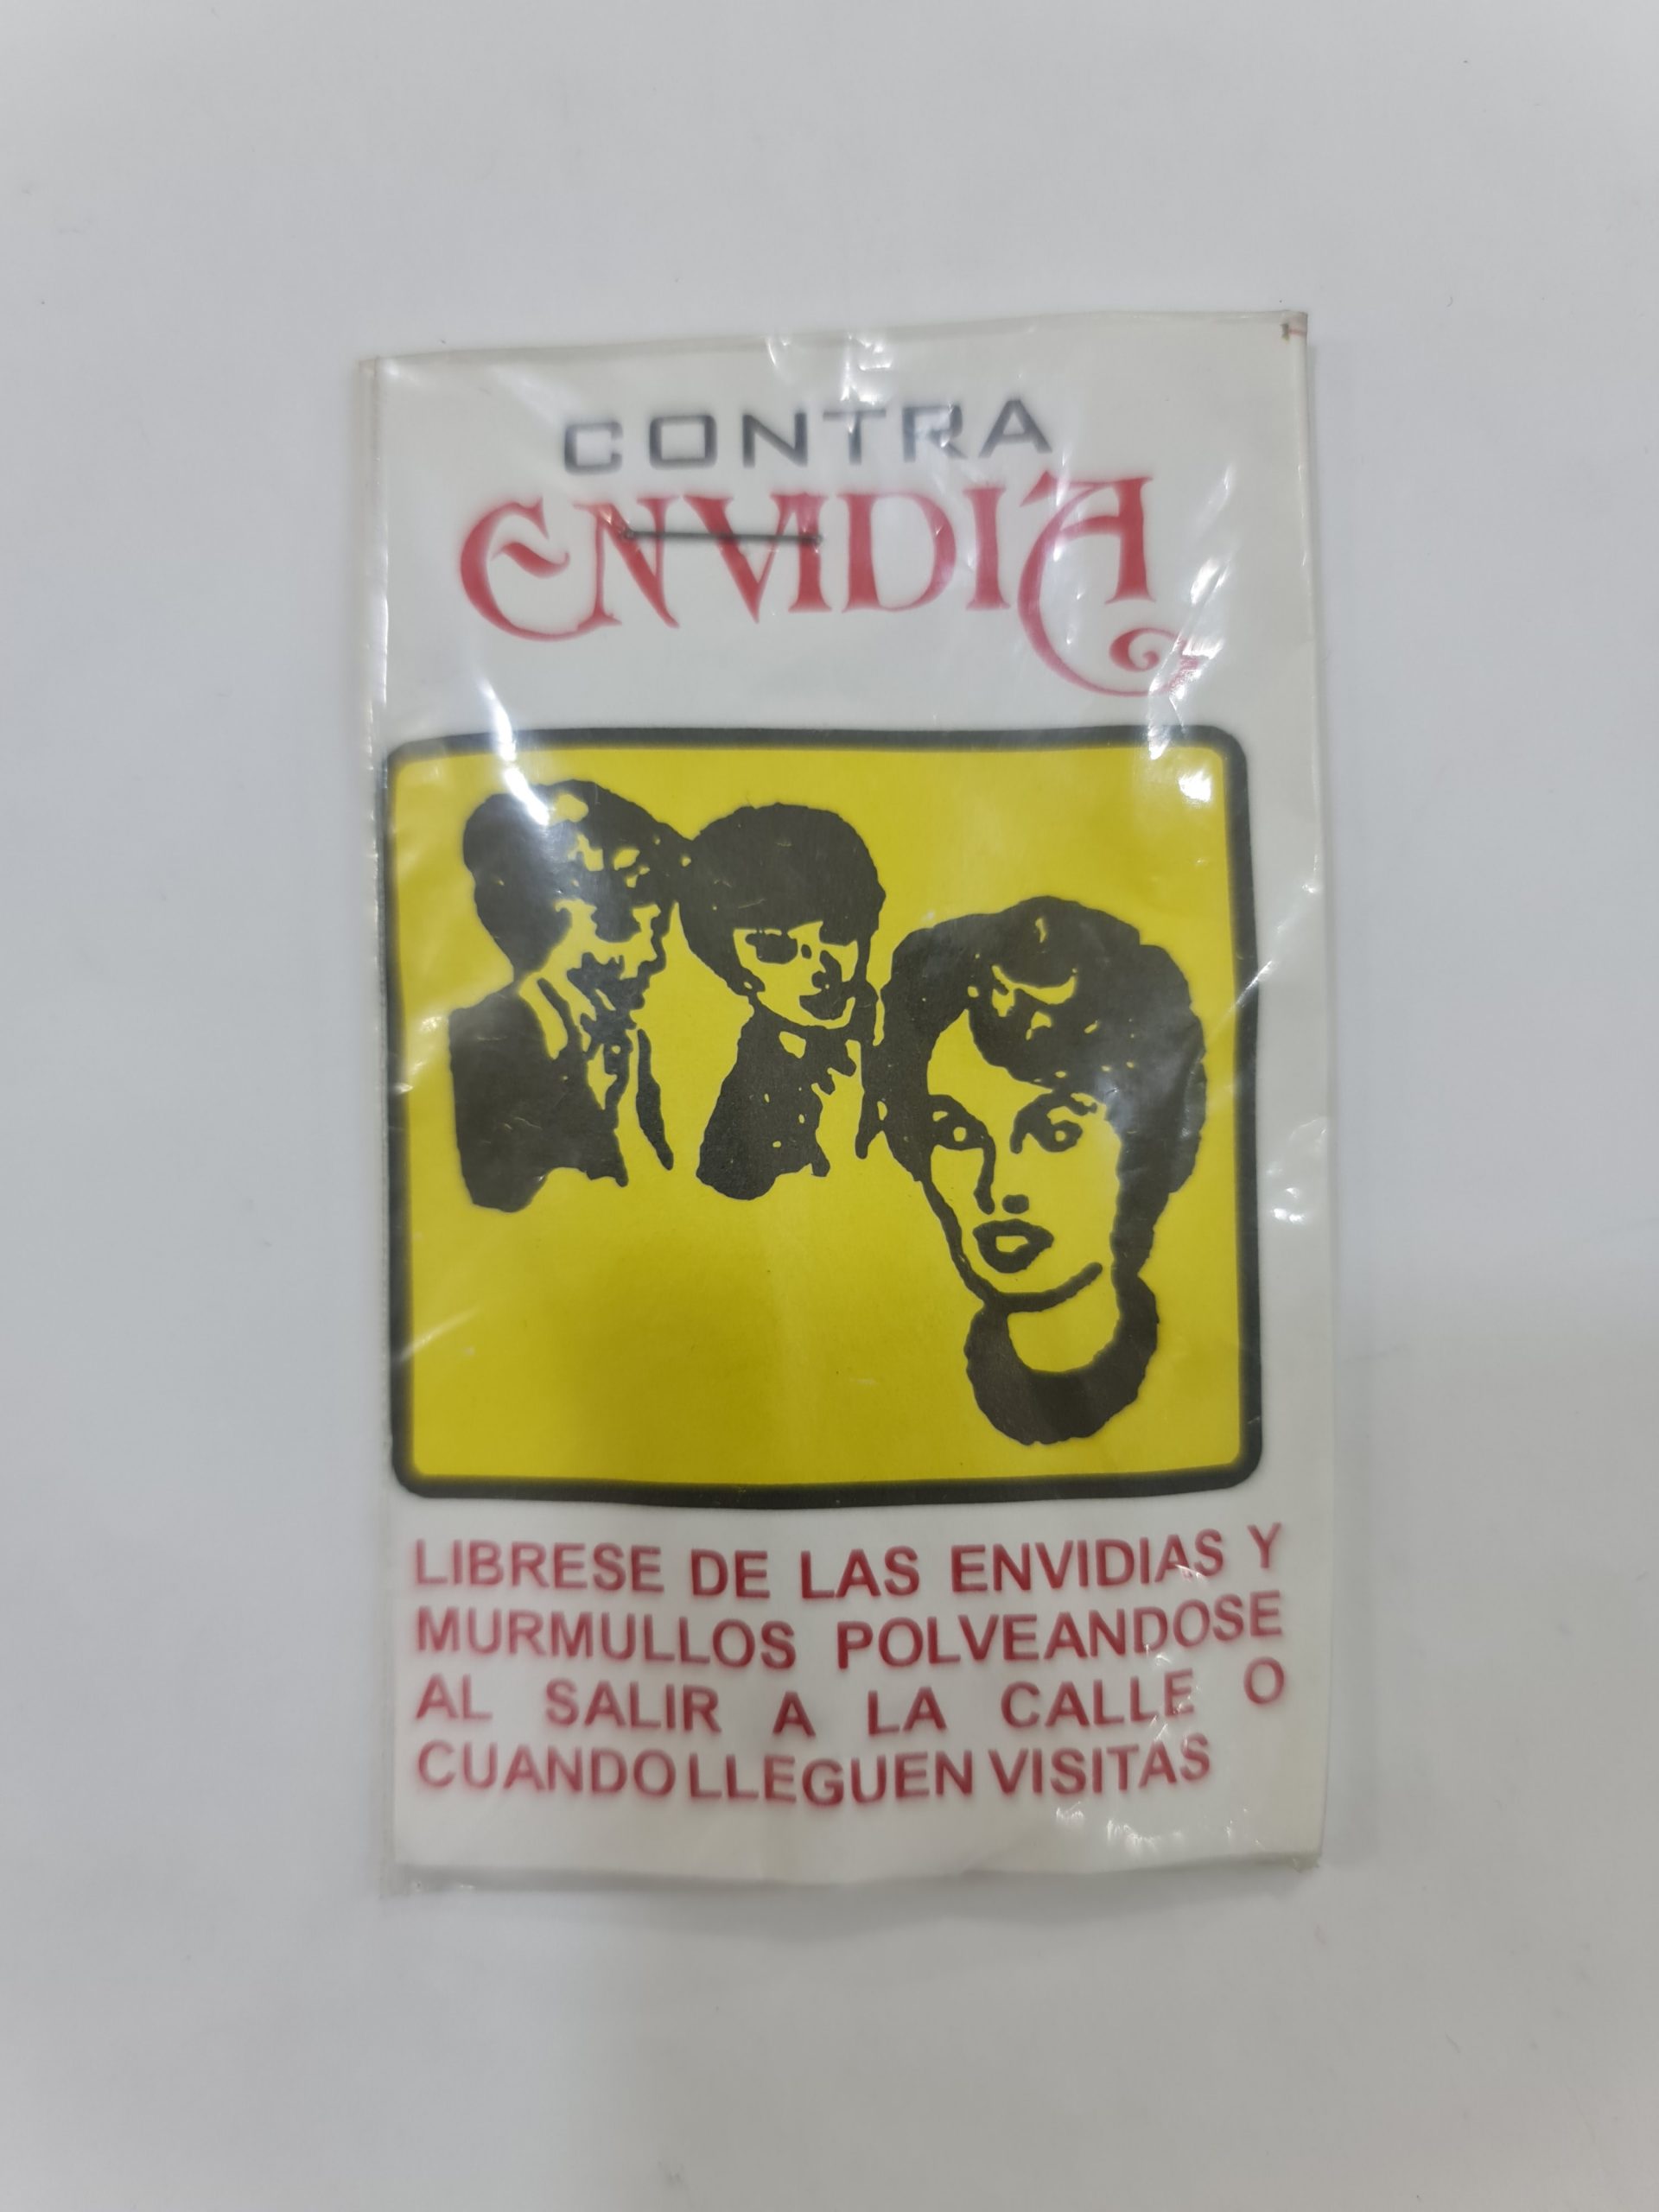 CONTRA
ENVIDIA
LIBRESE DE LAS ENVIDIAS Y
MURMULLOS POLVEANDOSE
AL SALIR A LA CALLE O
CUANDO LLEGUEN VISITAS